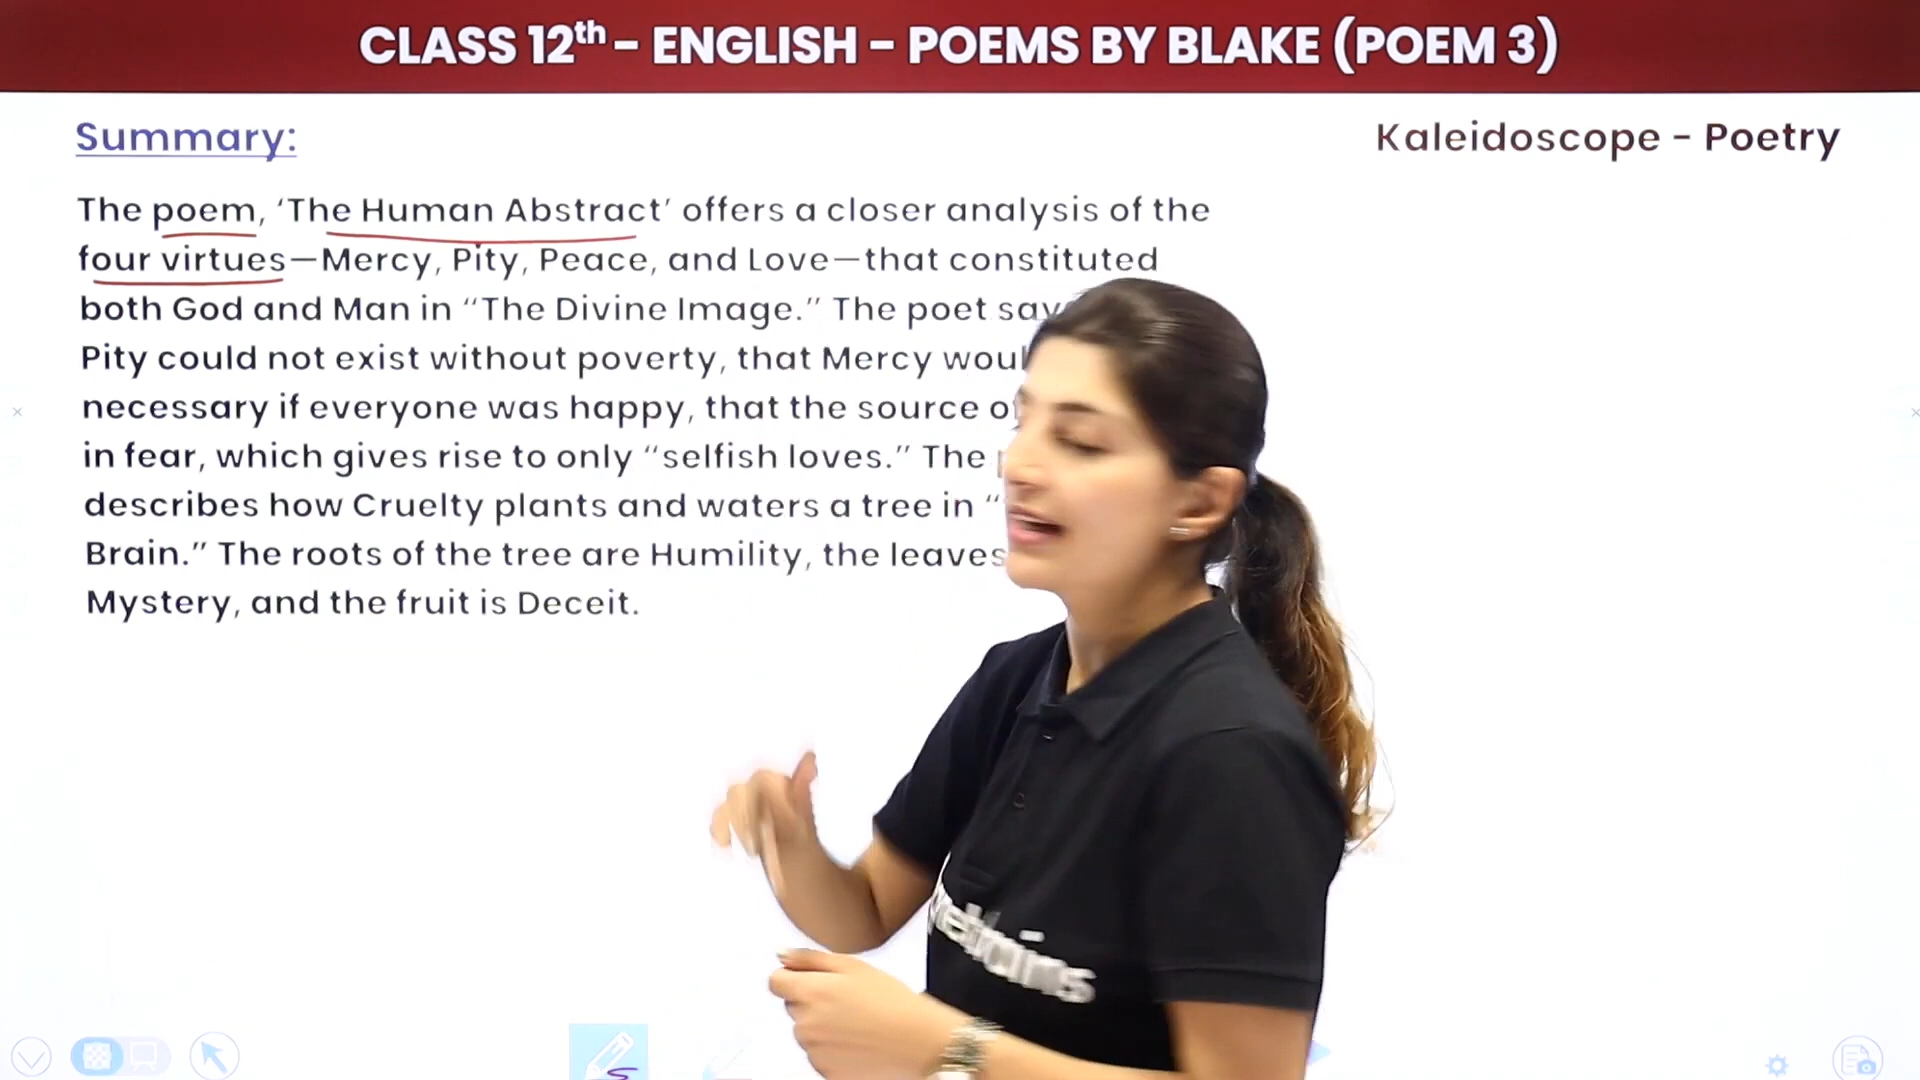 CLASS 12th – ENGLISH – POEMS BY BLAKE (POEM 3)
Summary:
Kaleidoscope – Poetry
The poem, ‘The Human Abstract’ offers a closer analysis of the
four virtues—Mercy, Pity, Peace, and Love—that constituted
both God and Man in “The Divine Image.” The poet
Pity could not exist without poverty, that Mercy
necessary if everyone was happy, that the source
in fear, which gives rise to only “selfish loves.” The
describes how Cruelty plants and waters a tree in “
Brain.” The roots of the tree are Humility, the leaves
Mystery, and the fruit is Deceit.